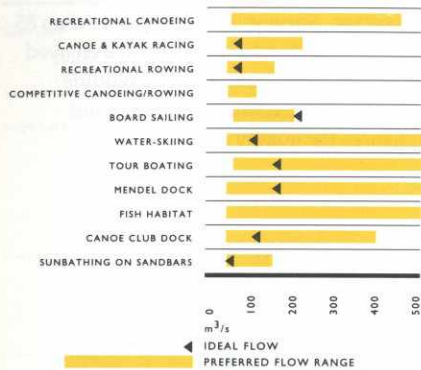 RECREATIONAL CANOEING
CANOE & KAYAK RACING
RECREATIONAL ROWING
COMPETITIVE CANOEING/ROWING
BOARD SAILING
WATER-SKIING
TOUR BOATING
MENDEL DOCK
FISH HABITAT
CANOE CLUB DOCK
SUNBATHING ON SANDBARS
0 100 200 300 400 500
m³/s
IDEAL FLOW
PREFERRED FLOW RANGE